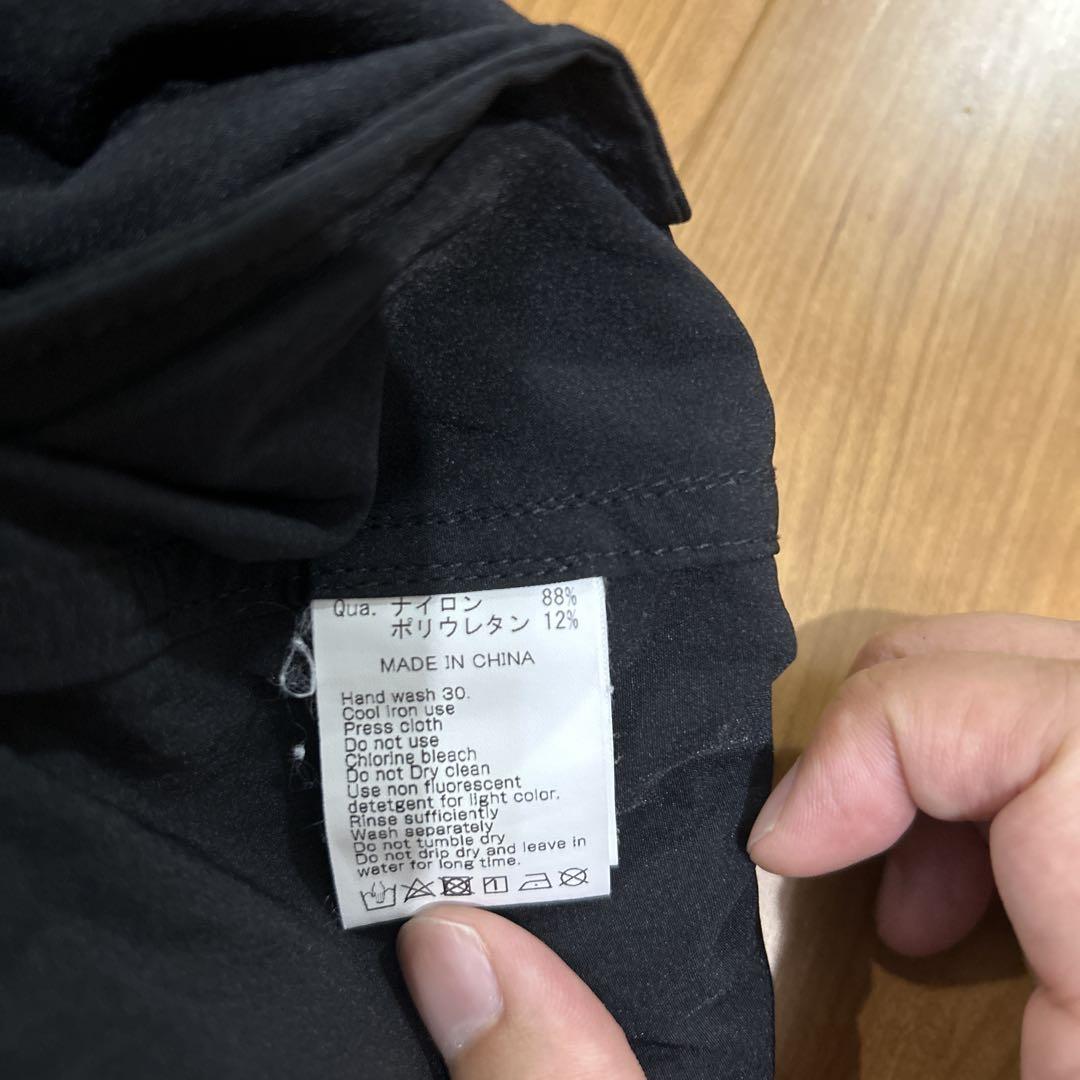 Qua. ナイロン 88%
ポリウレタン 12%
MADE IN CHINA
Hand wash 30.
Cool iron use
Press cloth
Do not use
Chlorine bleach
Do not Dry clean
Use non fluorescent
detetgent for light color.
Rinse sufficiently
Wash separately
Do not tumble dry
Do not drip dry and leave in
water for long time.